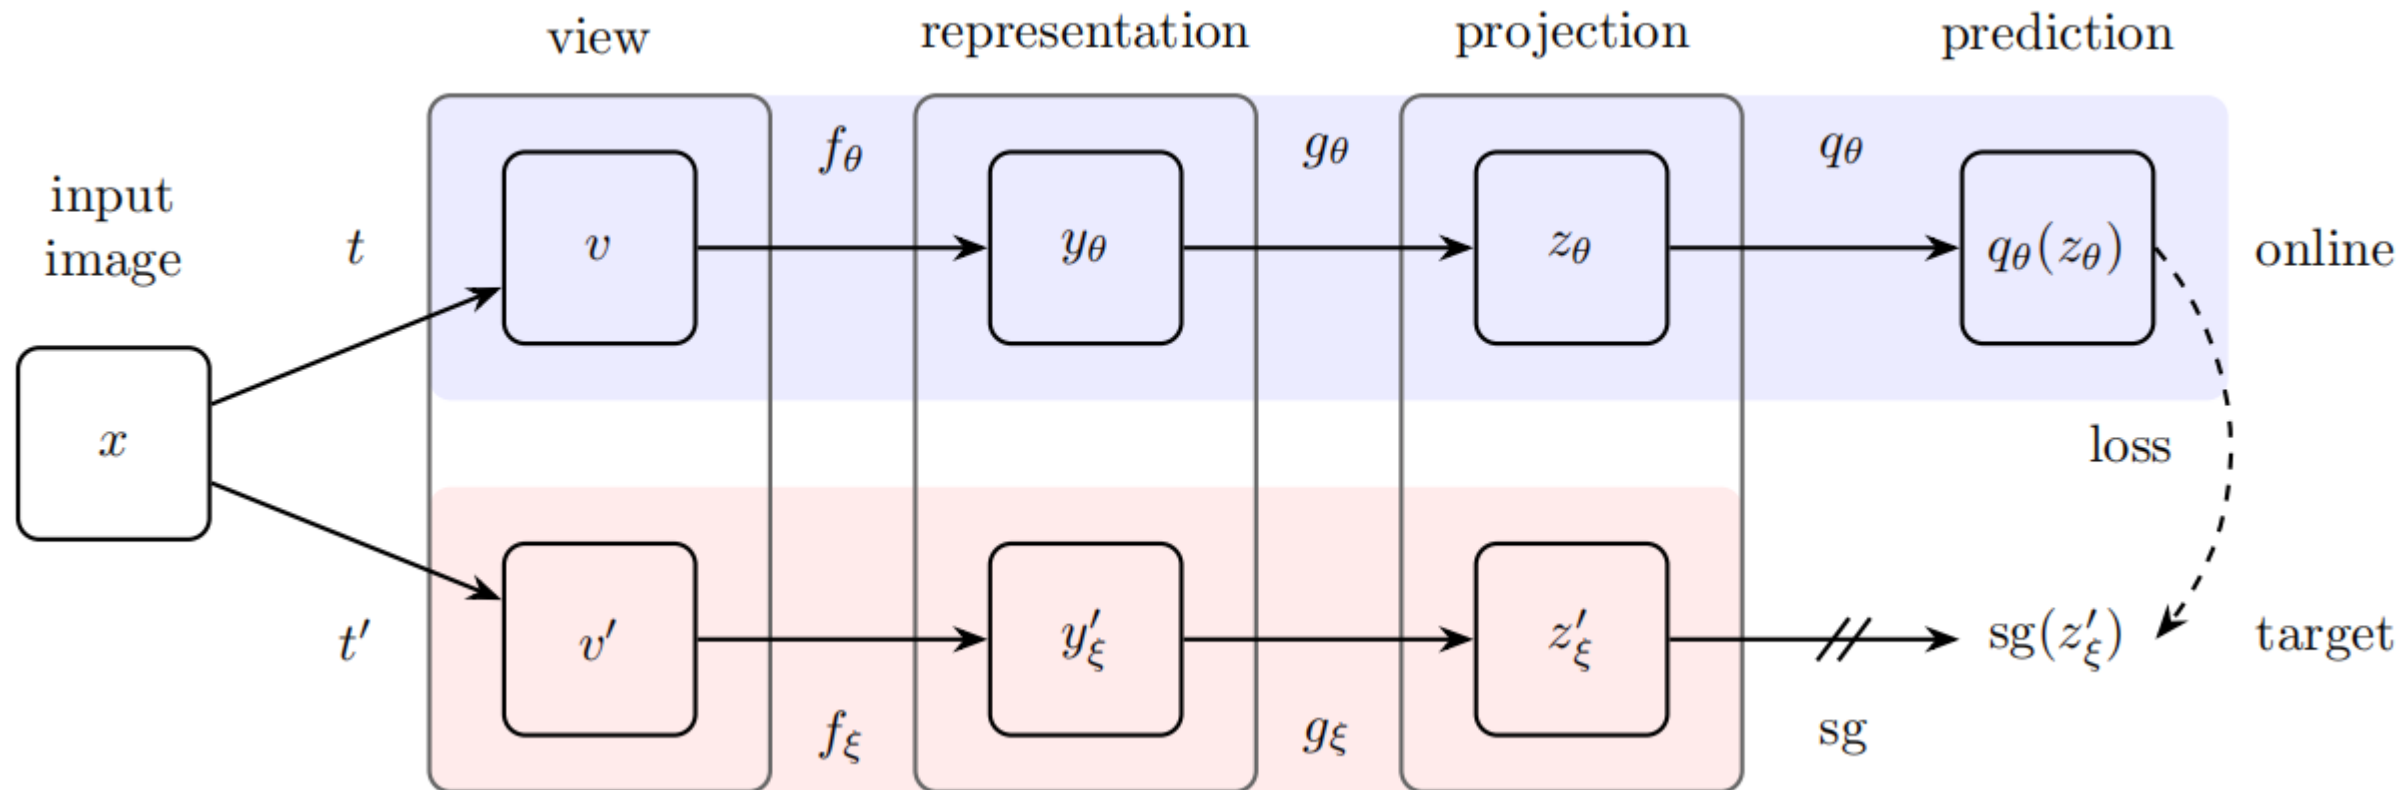 view representation projection prediction
input
image
t
f_θ g_θ q_θ
v y_θ z_θ q_θ(z_θ) online
x
loss
t′
v′ y′_ξ z′_ξ sg(z′_ξ) target
f_ξ g_ξ sg